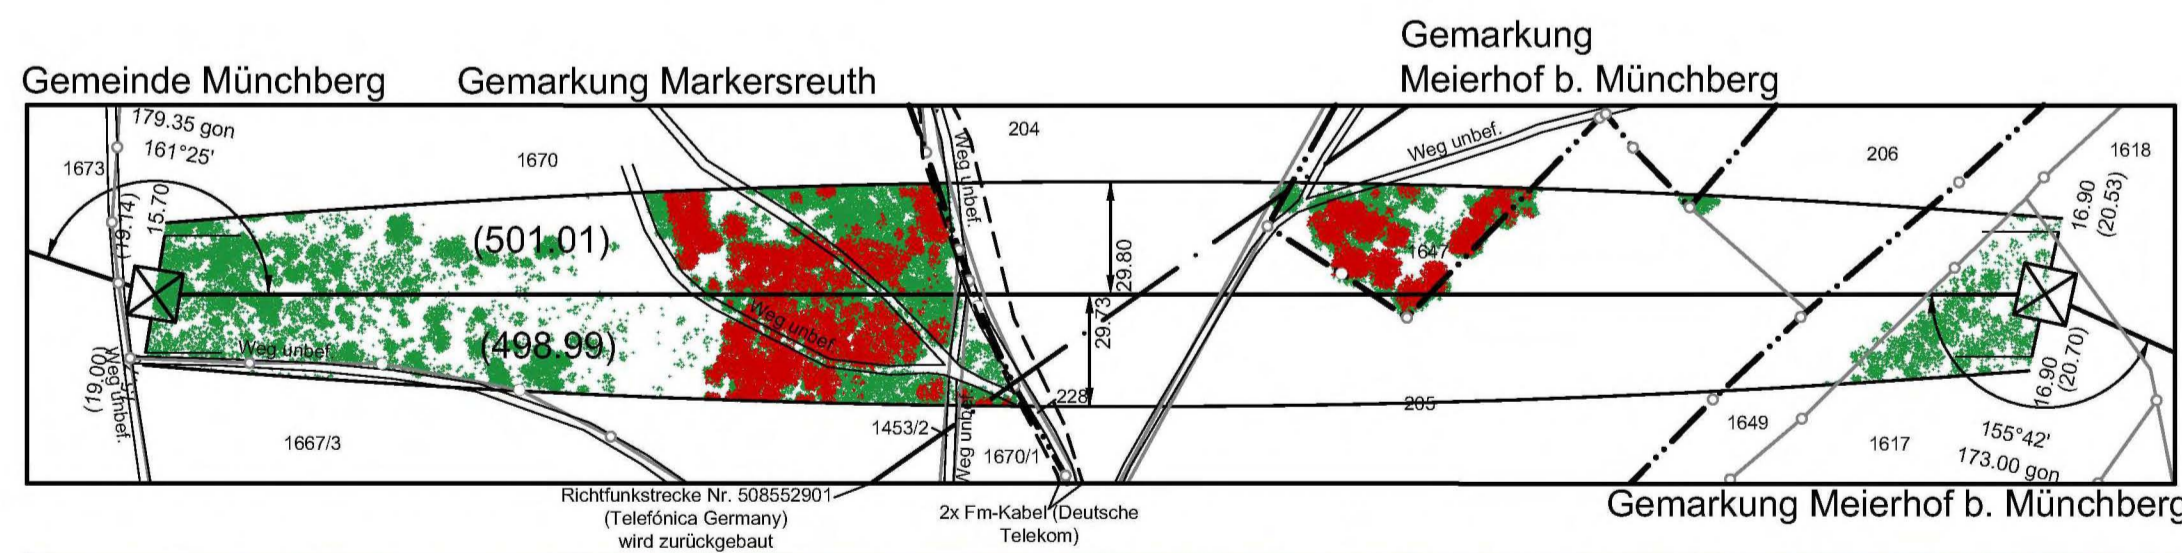 Gemarkung
Meierhof b. Münchberg
Gemeinde Münchberg
Gemarkung Markersreuth
179.35 gon
161°25'
1673
1670
204
206
1618
Weg unbef.
Weg unbef.
(19.14)
15.70
(501.01)
29.80
1647
16.90
(20.53)
Weg unbef.
29.73
(498.99)
Weg unbef.
(19.00)
Weg unbef.
16.90
(20.70)
228
205
1453/2
1649
1667/3
1670/1
1617
155°42'
173.00 gon
Richtfunkstrecke Nr. 508552901
(Telefónica Germany)
wird zurückgebaut
2x Fm-Kabel (Deutsche
Telekom)
Gemarkung Meierhof b. Münchberg